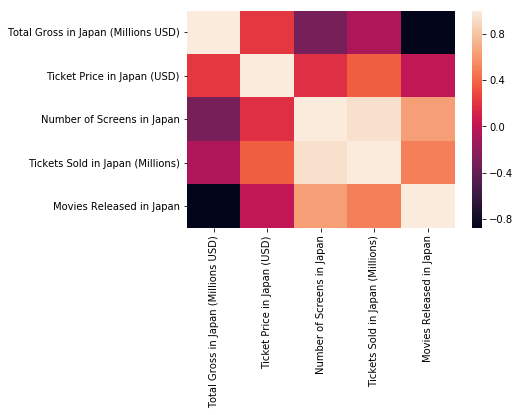 Total Gross in Japan (Millions USD)
Ticket Price in Japan (USD)
Number of Screens in Japan
Tickets Sold in Japan (Millions)
Movies Released in Japan
0.8
0.4
0.0
−0.4
−0.8
Total Gross in Japan (Millions USD)
Ticket Price in Japan (USD)
Number of Screens in Japan
Tickets Sold in Japan (Millions)
Movies Released in Japan